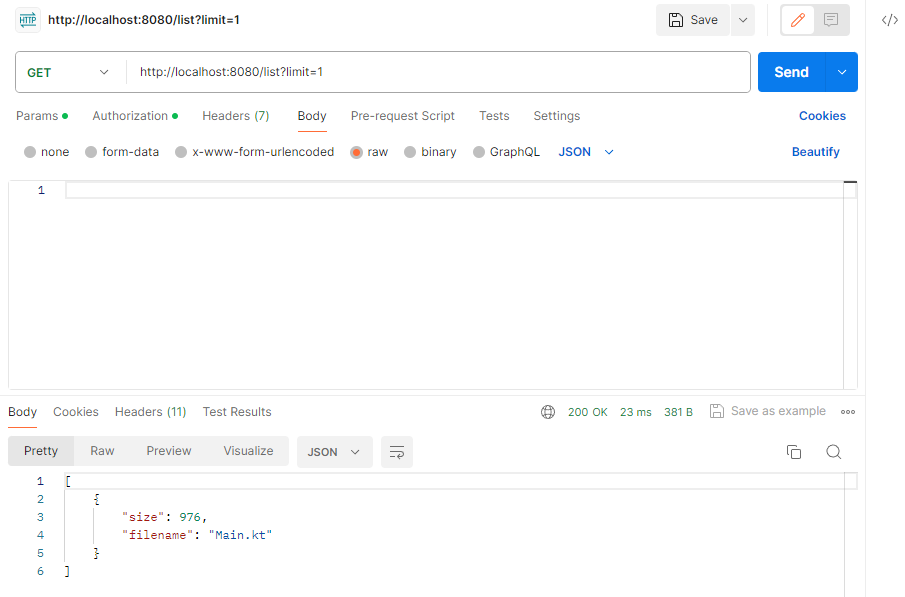 HTTP http://localhost:8080/list?limit=1 Save </>
GET http://localhost:8080/list?limit=1 Send
Params Authorization Headers (7) Body Pre-request Script Tests Settings Cookies
none form-data x-www-form-urlencoded raw binary GraphQL JSON Beautify
1
Body Cookies Headers (11) Test Results 200 OK 23 ms 381 B Save as example
Pretty Raw Preview Visualize JSON
1 [
2 {
3 "size": 976,
4 "filename": "Main.kt"
5 }
6 ]